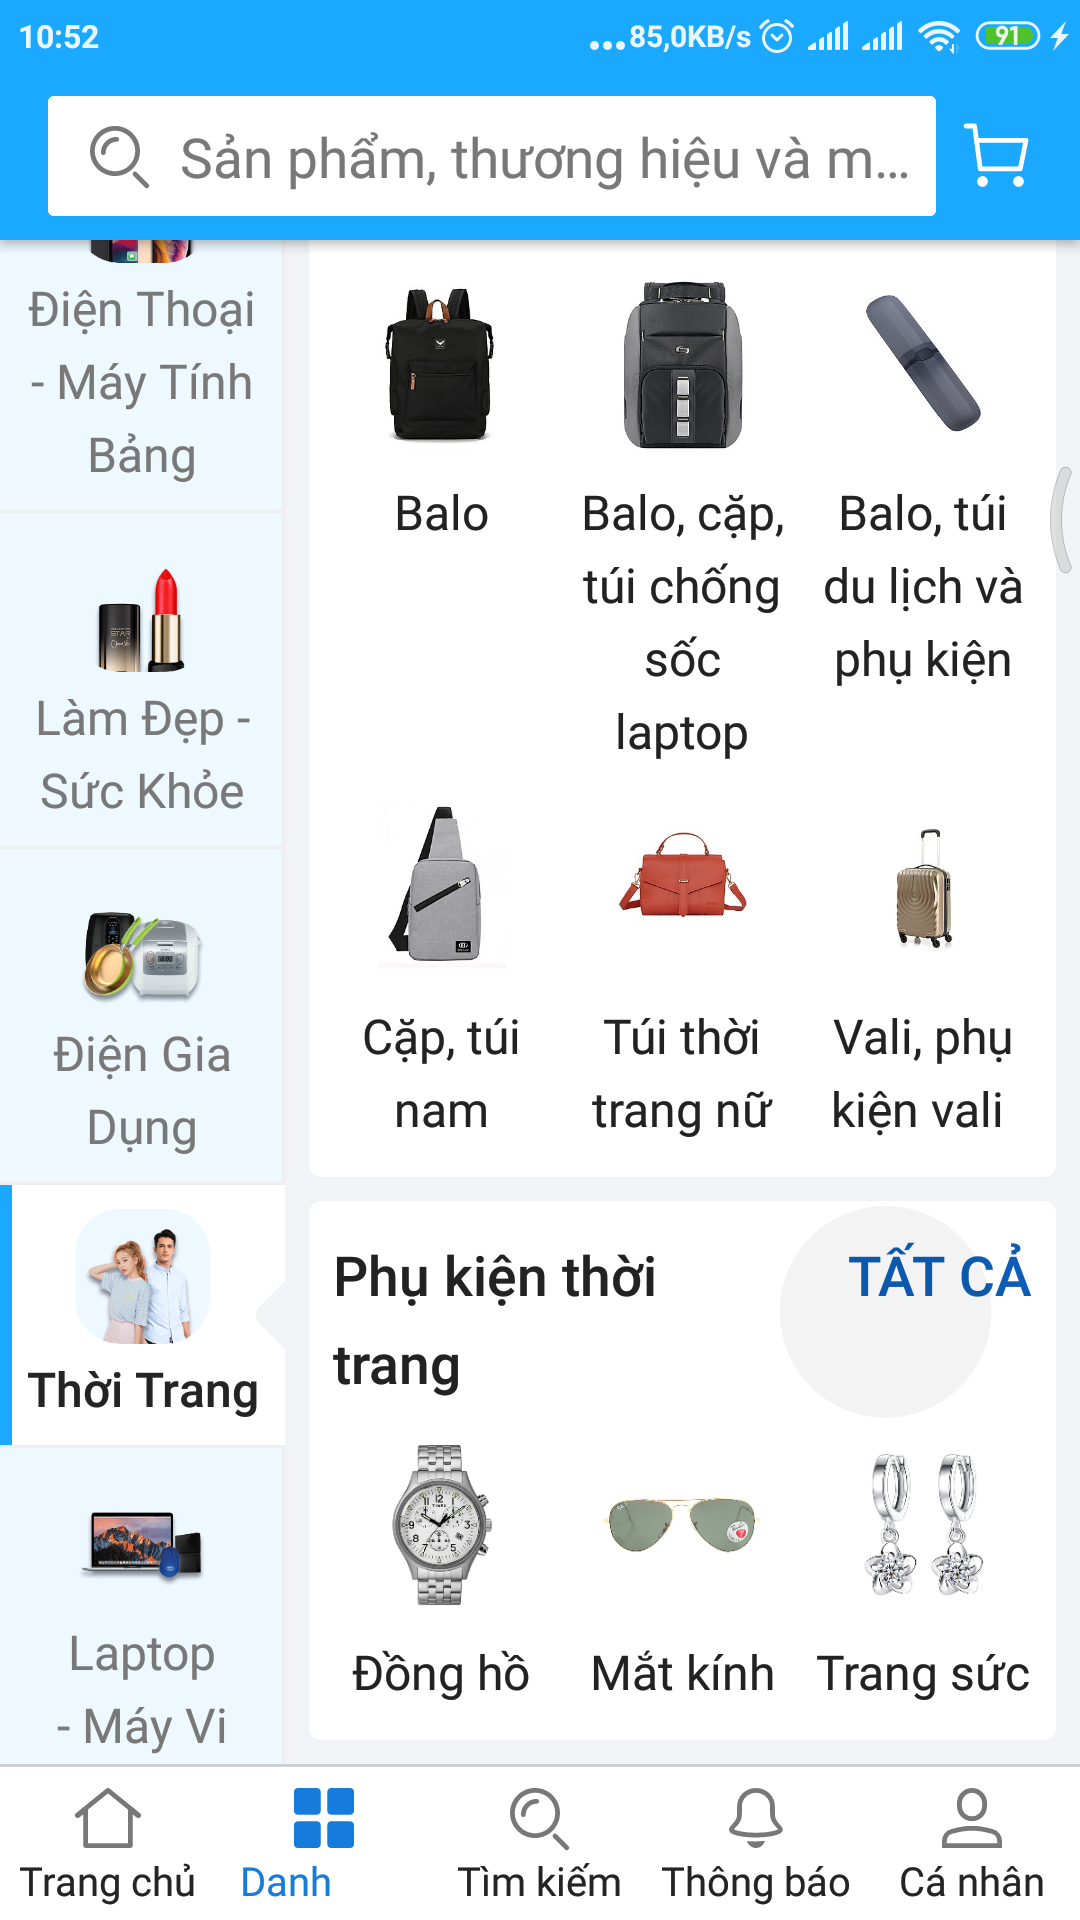 10:52
...85,0KB/s
91
Sản phẩm, thương hiệu và m...
Điện Thoại
- Máy Tính
Bảng
Làm Đẹp -
Sức Khỏe
Điện Gia
Dụng
Thời Trang
Laptop
- Máy Vi
Balo
Balo, cặp,
túi chống
sốc
laptop
Balo, túi
du lịch và
phụ kiện
Cặp, túi
nam
Túi thời
trang nữ
Vali, phụ
kiện vali
Phụ kiện thời
trang
TẤT CẢ
Đồng hồ
Mắt kính
Trang sức
Trang chủ
Danh
Tìm kiếm
Thông báo
Cá nhân